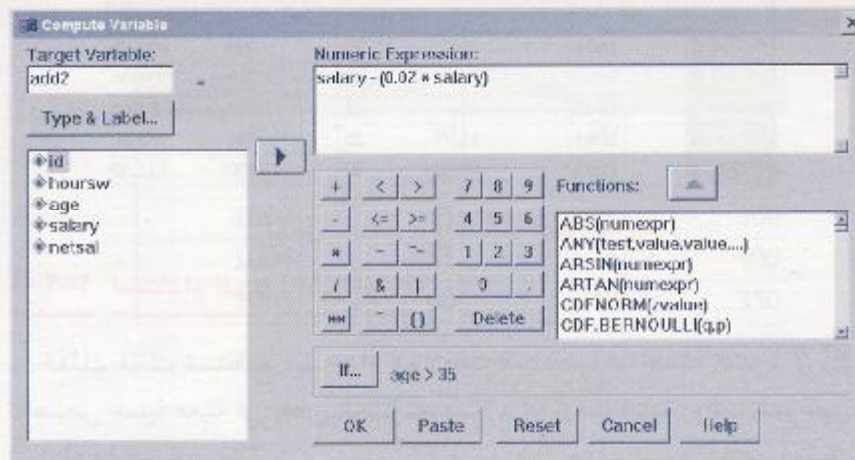 Compute Variable
Target Variable:
add2
=
Numeric Expression:
salary - (0.02 * salary)
Type & Label...
id
hoursw
age
salary
netsal
+ < > 7 8 9
- <= >= 4 5 6
* = ~= 1 2 3
/ & | 0 .
** ~ () Delete
Functions:
ABS(numexpr)
ANY(test,value,value,...)
ARSIN(numexpr)
ARTAN(numexpr)
CDFNORM(zvalue)
CDF.BERNOULLI(q,p)
If... age > 35
OK Paste Reset Cancel Help